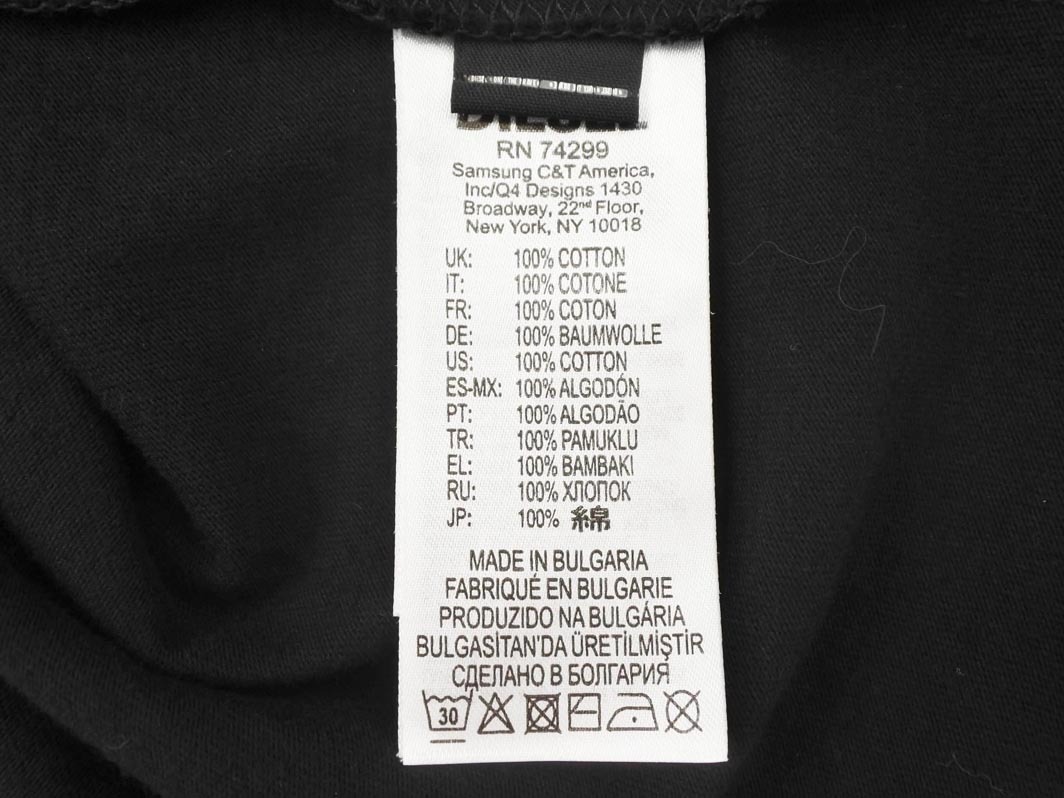 DIESEL
RN 74299
Samsung C&T America,
Inc/Q4 Designs 1430
Broadway, 22nd Floor,
New York, NY 10018
UK: 100% COTTON
IT: 100% COTONE
FR: 100% COTON
DE: 100% BAUMWOLLE
US: 100% COTTON
ES-MX: 100% ALGODÓN
PT: 100% ALGODÃO
TR: 100% PAMUKLU
EL: 100% BAMBAKI
RU: 100% ХЛОПОК
JP: 100% 綿
MADE IN BULGARIA
FABRIQUÉ EN BULGARIE
PRODUZIDO NA BULGÁRIA
BULGASİTAN'DA ÜRETİLMİŞTİR
СДЕЛАНО В БОЛГАРИЯ
30